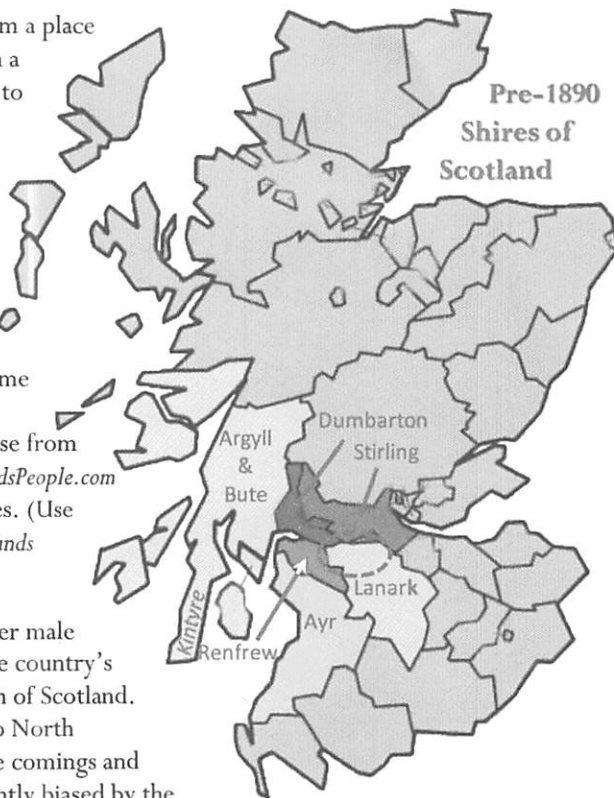 m a place
n a
to
Pre-1890
Shires of
Scotland
me
se from
dsPeople.com
es. (Use
unds
er male
e country's
n of Scotland.
o North
e comings and
ntly biased by the
Argyll
&
Bute
Dumbarton
Stirling
Kintyre
Renfrew
Lanark
Ayr